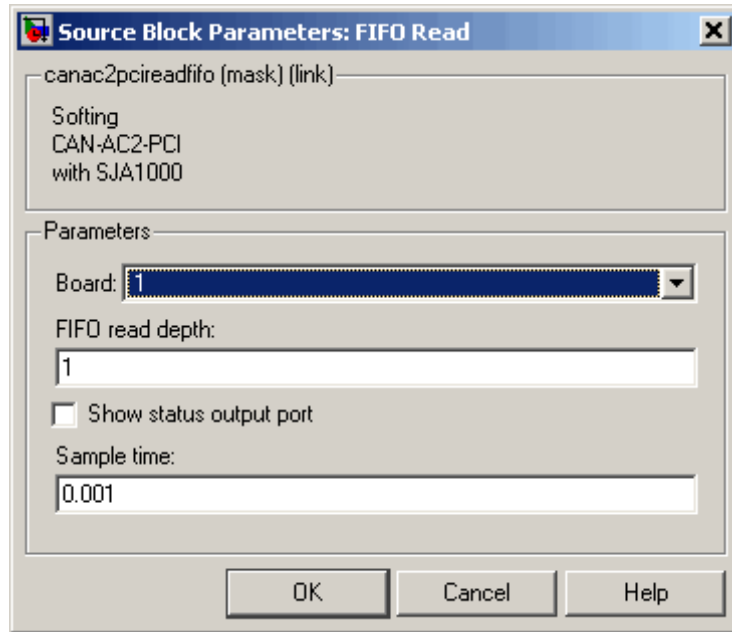 Source Block Parameters: FIFO Read
canac2pcireadfifo (mask) (link)
Softing
CAN-AC2-PCI
with SJA1000
Parameters
Board: 1
FIFO read depth:
1
Show status output port
Sample time:
0.001
OK Cancel Help